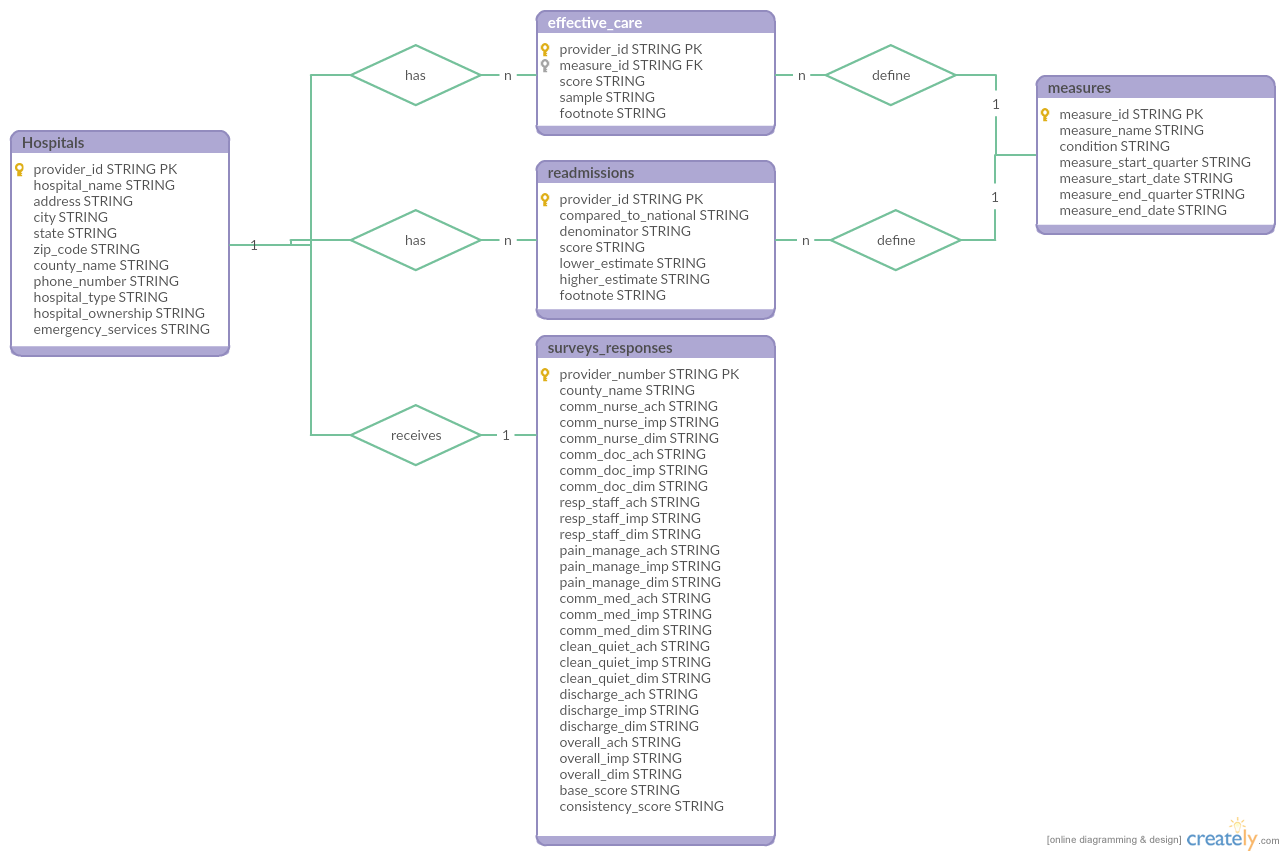 effective_care
provider_id STRING PK
measure_id STRING FK
score STRING
sample STRING
footnote STRING
has
n
n
define
1
measures
measure_id STRING PK
measure_name STRING
condition STRING
measure_start_quarter STRING
measure_start_date STRING
measure_end_quarter STRING
measure_end_date STRING
Hospitals
provider_id STRING PK
hospital_name STRING
address STRING
city STRING
state STRING
zip_code STRING
county_name STRING
phone_number STRING
hospital_type STRING
hospital_ownership STRING
emergency_services STRING
1
readmissions
provider_id STRING PK
compared_to_national STRING
denominator STRING
score STRING
lower_estimate STRING
higher_estimate STRING
footnote STRING
has
n
n
define
1
surveys_responses
provider_number STRING PK
county_name STRING
comm_nurse_ach STRING
comm_nurse_imp STRING
comm_nurse_dim STRING
comm_doc_ach STRING
comm_doc_imp STRING
comm_doc_dim STRING
resp_staff_ach STRING
resp_staff_imp STRING
resp_staff_dim STRING
pain_manage_ach STRING
pain_manage_imp STRING
pain_manage_dim STRING
comm_med_ach STRING
comm_med_imp STRING
comm_med_dim STRING
clean_quiet_ach STRING
clean_quiet_imp STRING
clean_quiet_dim STRING
discharge_ach STRING
discharge_imp STRING
discharge_dim STRING
overall_ach STRING
overall_imp STRING
overall_dim STRING
base_score STRING
consistency_score STRING
receives
1
[online diagramming & design] creately.com